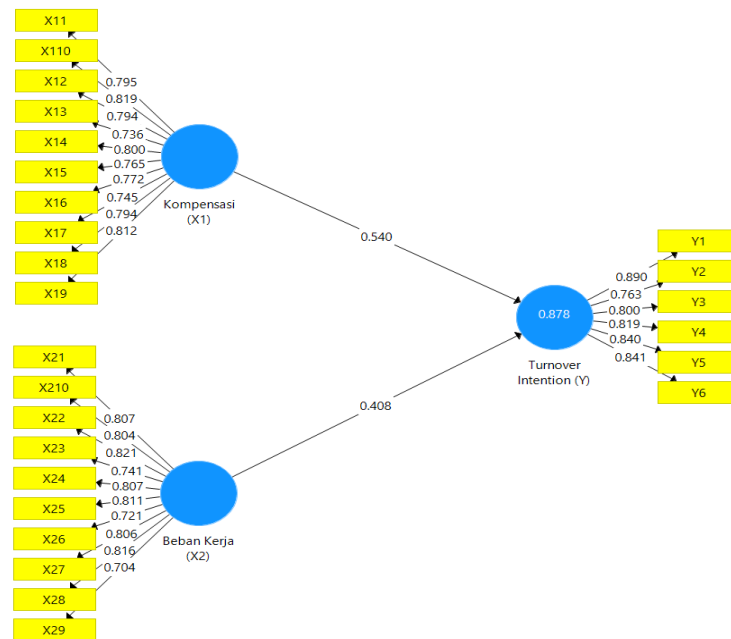 X11
X110
X12
X13
X14
X15
X16
X17
X18
X19
0.795
0.819
0.794
0.736
0.800
0.765
0.772
0.745
0.794
0.812
Kompensasi
(X1)
0.540
X21
X210
X22
X23
X24
X25
X26
X27
X28
X29
0.807
0.804
0.821
0.741
0.807
0.811
0.721
0.806
0.816
0.704
Beban Kerja
(X2)
0.408
0.878
Turnover
Intention (Y)
0.890
0.763
0.800
0.819
0.840
0.841
Y1
Y2
Y3
Y4
Y5
Y6